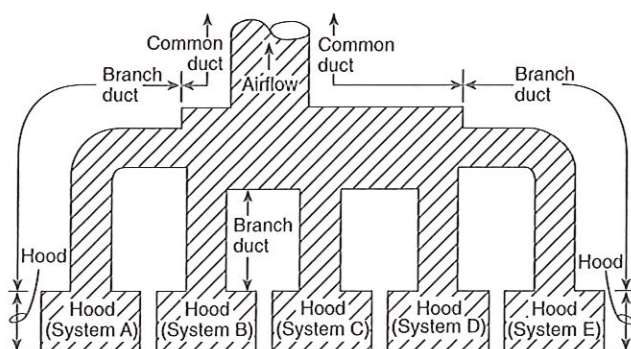 Common
duct
Common
duct
Branch
duct
Airflow
Branch
duct
Branch
duct
Hood
Hood
Hood
(System A)
Hood
(System B)
Hood
(System C)
Hood
(System D)
Hood
(System E)